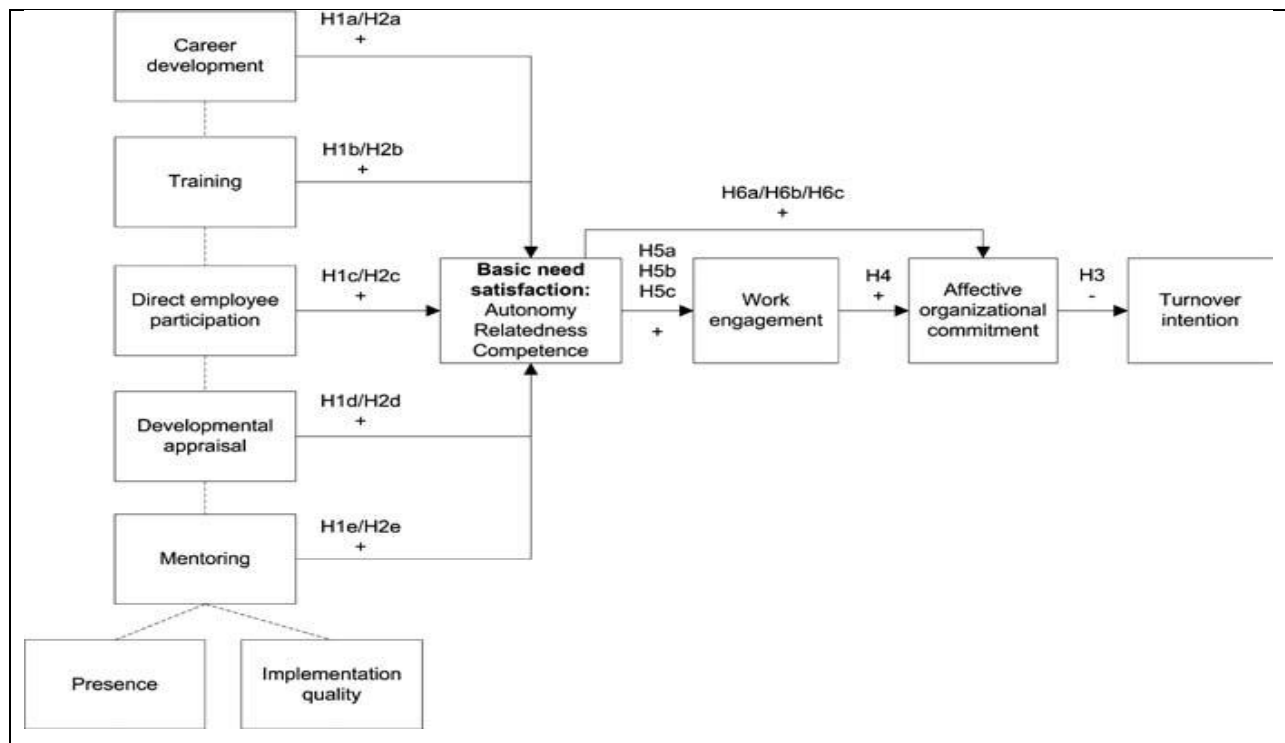 H1a/H2a
+
Career
development
H1b/H2b
+
Training
H6a/H6b/H6c
+
H1c/H2c
+
Direct employee
participation
Basic need
satisfaction:
Autonomy
Relatedness
Competence
H5a
H5b
H5c
+
Work
engagement
H4
+
Affective
organizational
commitment
H3
-
Turnover
intention
H1d/H2d
+
Developmental
appraisal
H1e/H2e
+
Mentoring
Presence
Implementation
quality